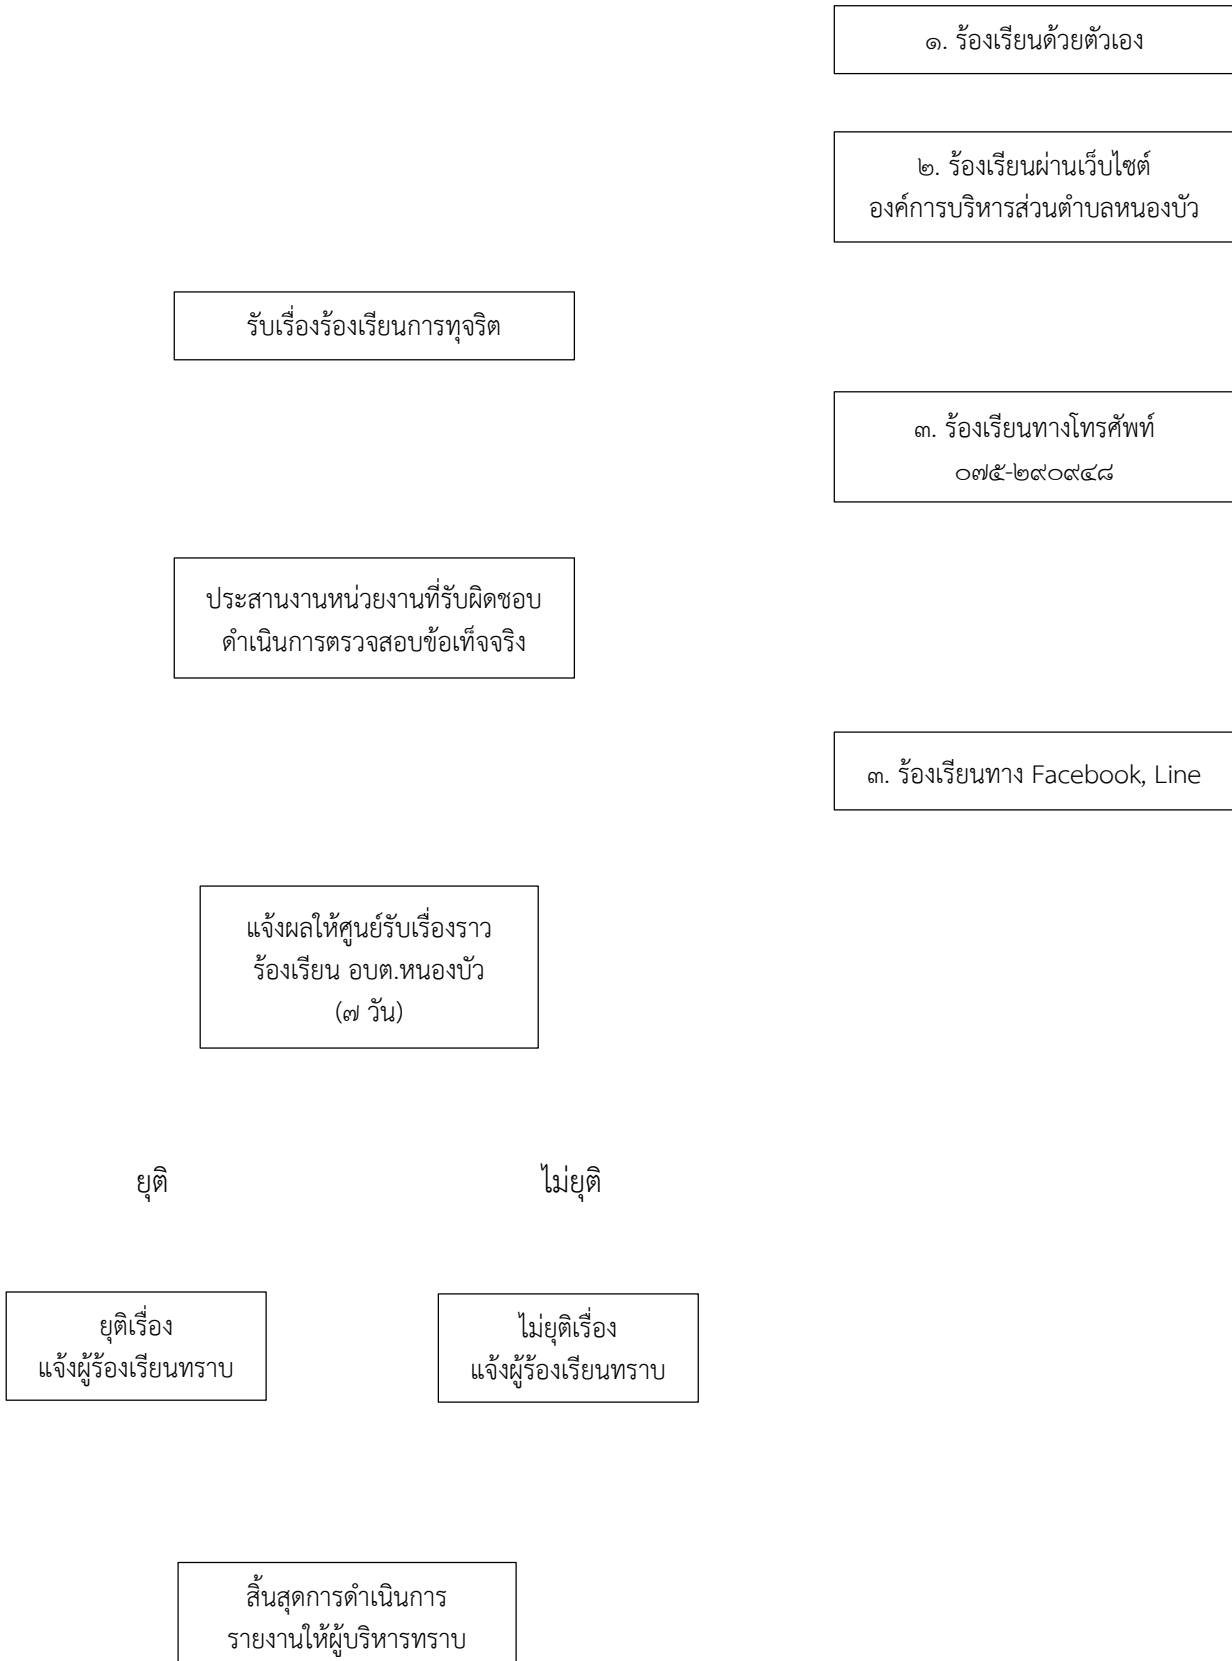 ๑. ร้องเรียนด้วยตัวเอง
๒. ร้องเรียนผ่านเว็บไซต์
องค์การบริหารส่วนตำบลหนองบัว
รับเรื่องร้องเรียนการทุจริต
๓. ร้องเรียนทางโทรศัพท์
๐๗๕-๒๙๐๙๔๘
ประสานงานหน่วยงานที่รับผิดชอบ
ดำเนินการตรวจสอบข้อเท็จจริง
๓. ร้องเรียนทาง Facebook, Line
แจ้งผลให้ศูนย์รับเรื่องราว
ร้องเรียน อบต.หนองบัว
(๗ วัน)
ยุติ
ไม่ยุติ
ยุติเรื่อง
แจ้งผู้ร้องเรียนทราบ
ไม่ยุติเรื่อง
แจ้งผู้ร้องเรียนทราบ
สิ้นสุดการดำเนินการ
รายงานให้ผู้บริหารทราบ